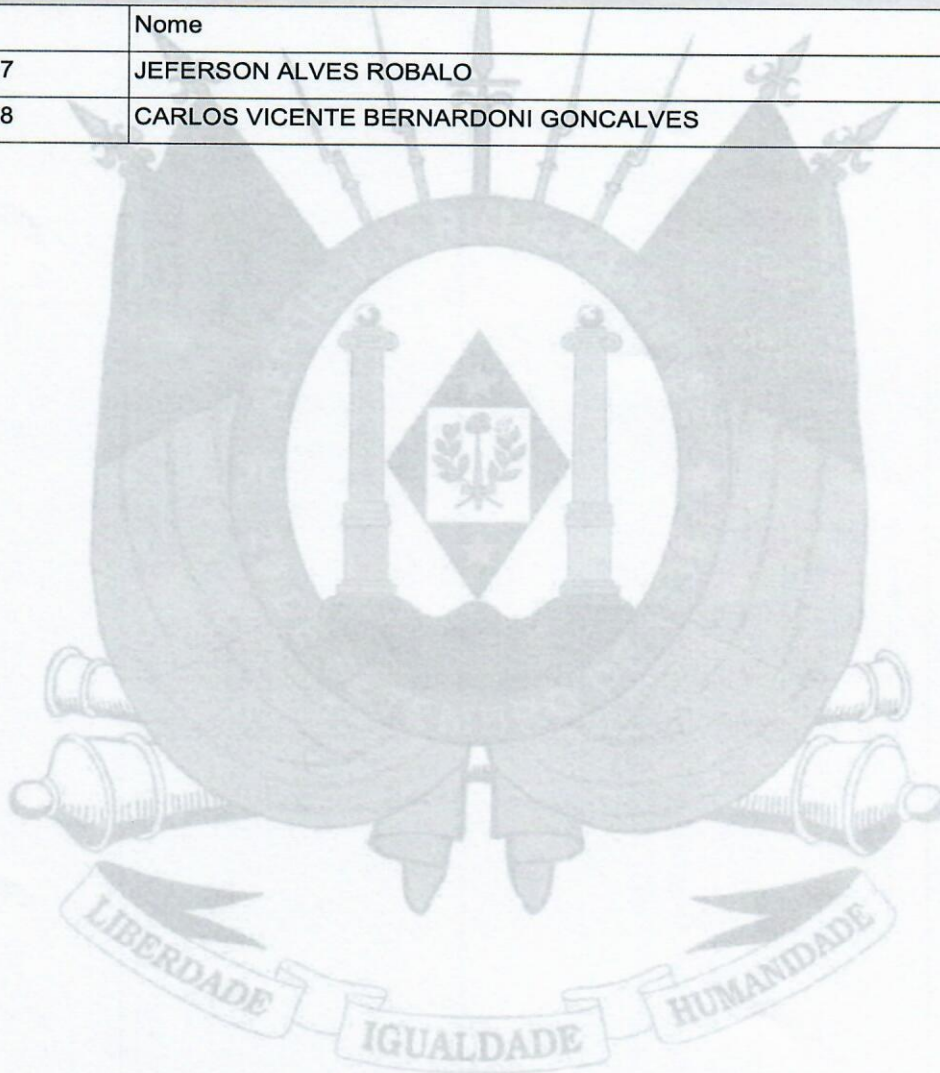 Nome
7 JEFERSON ALVES ROBALO
8 CARLOS VICENTE BERNARDONI GONCALVES
LIBERDADE
IGUALDADE
HUMANIDADE